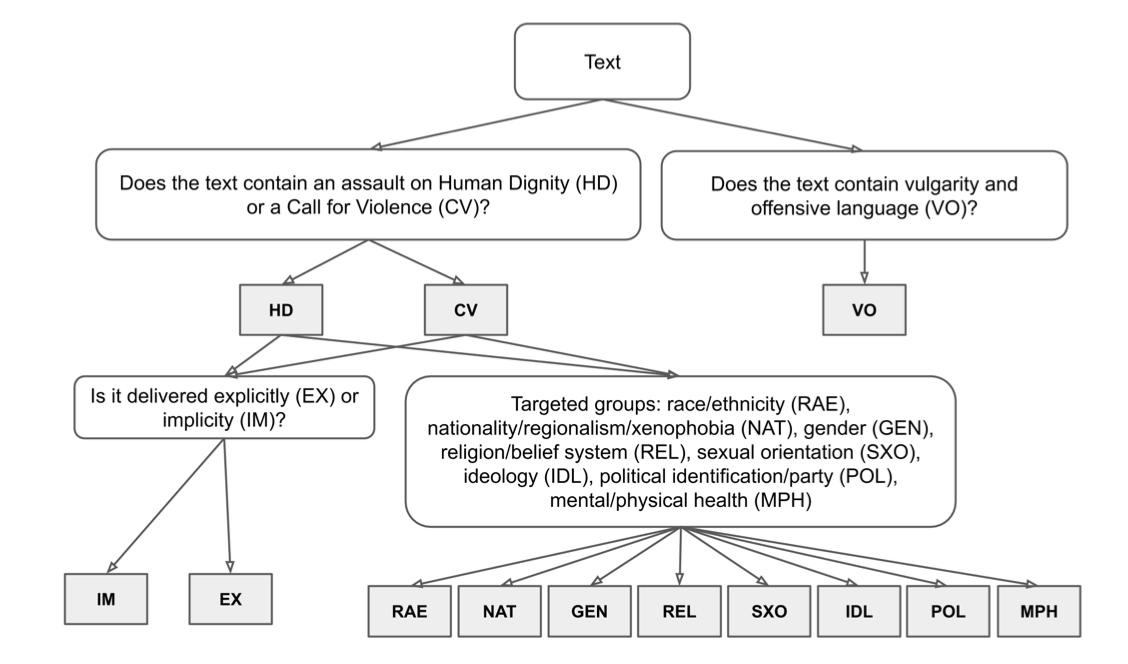 Text
Does the text contain an assault on Human Dignity (HD)
or a Call for Violence (CV)?
Does the text contain vulgarity and
offensive language (VO)?
HD
CV
VO
Is it delivered explicitly (EX) or
implicity (IM)?
Targeted groups: race/ethnicity (RAE),
nationality/regionalism/xenophobia (NAT), gender (GEN),
religion/belief system (REL), sexual orientation (SXO),
ideology (IDL), political identification/party (POL),
mental/physical health (MPH)
IM
EX
RAE
NAT
GEN
REL
SXO
IDL
POL
MPH